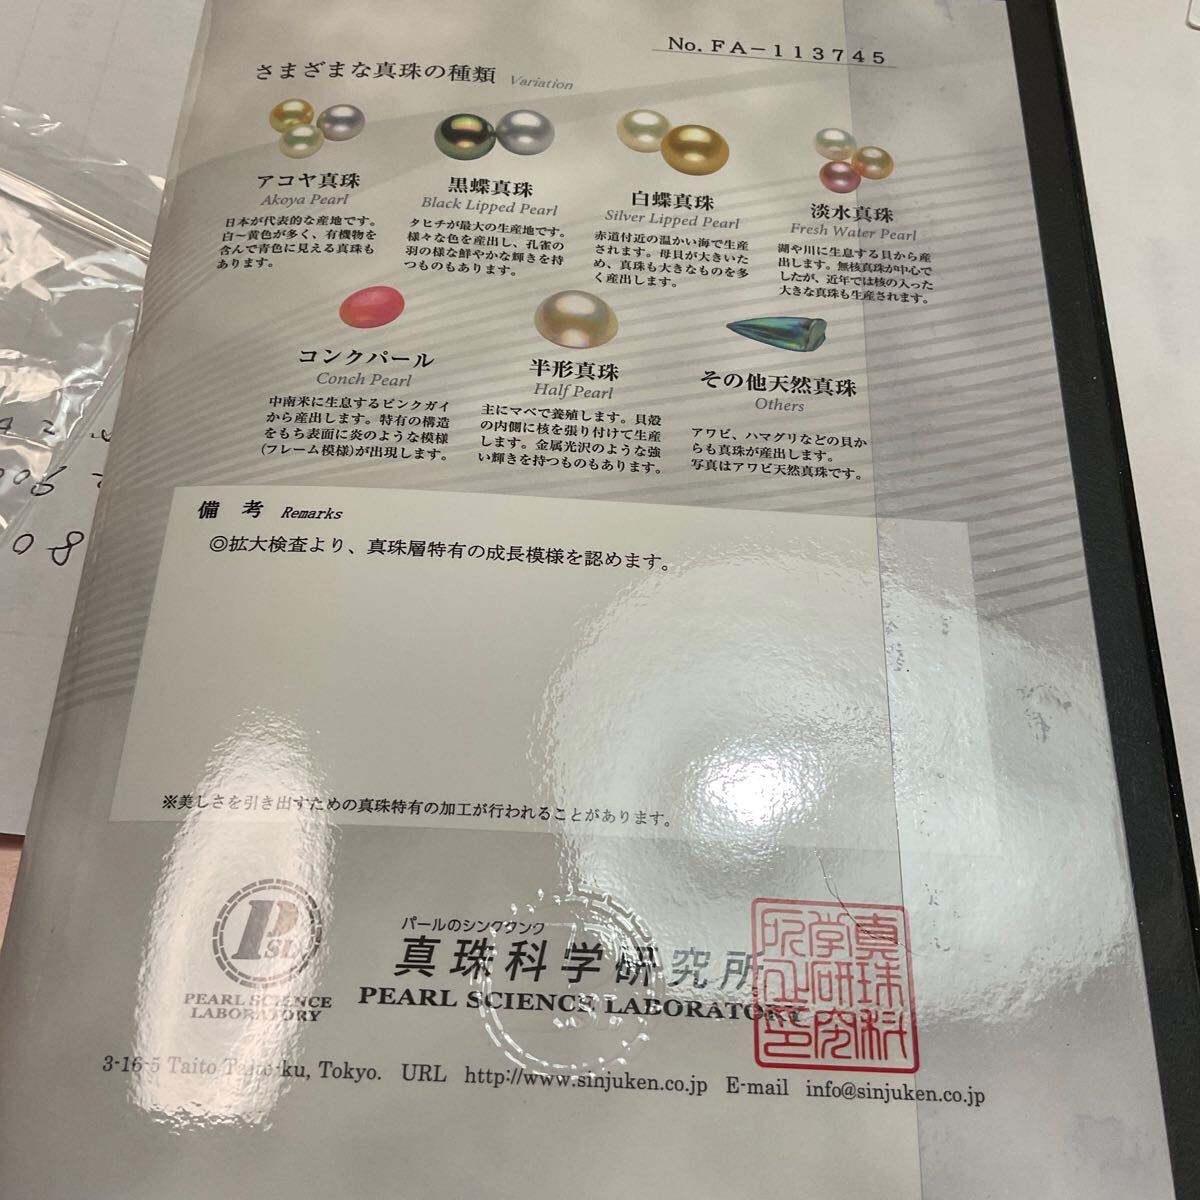 No. FA-113745
さまざまな真珠の種類 Variation
アコヤ真珠
Akoya Pearl
日本が代表的な産地です。
白～黄色が多く、有機物を
含んで青色に見える真珠も
あります。
黒蝶真珠
Black Lipped Pearl
タヒチが最大の生産地です。
様々な色を産出し、孔雀の
羽の様な鮮やかな輝きを持
つものもあります。
白蝶真珠
Silver Lipped Pearl
赤道付近の温かい海で生産
されます。母貝が大きいた
め、真珠も大きなものを多
く産出します。
淡水真珠
Fresh Water Pearl
湖や川に生息する貝から産
出します。無核真珠が中心で
したが、近年では核の入った
大きな真珠も生産されます。
コンクパール
Conch Pearl
中南米に生息するピンクガイ
から産出します。特有の構造
をもち表面に炎のような模様
(フレーム模様)が出現します。
半形真珠
Half Pearl
主にマベで養殖します。貝殻
の内側に核を張り付けて生産
します。金属光沢のような強
い輝きを持つものもあります。
その他天然真珠
Others
アワビ、ハマグリなどの貝か
らも真珠が産出します。
写真はアワビ天然真珠です。
備考 Remarks
◎拡大検査より、真珠層特有の成長模様を認めます。
※美しさを引き出すための真珠特有の加工が行われることがあります。
PSL
PEARL SCIENCE
LABORATORY
パールのシンクタンク
真珠科学研究所
PEARL SCIENCE LABORATORY
真珠科
学研究
所之印
3-16-5 Taito Taito-ku, Tokyo. URL http://www.sinjuken.co.jp E-mail info@sinjuken.co.jp
08